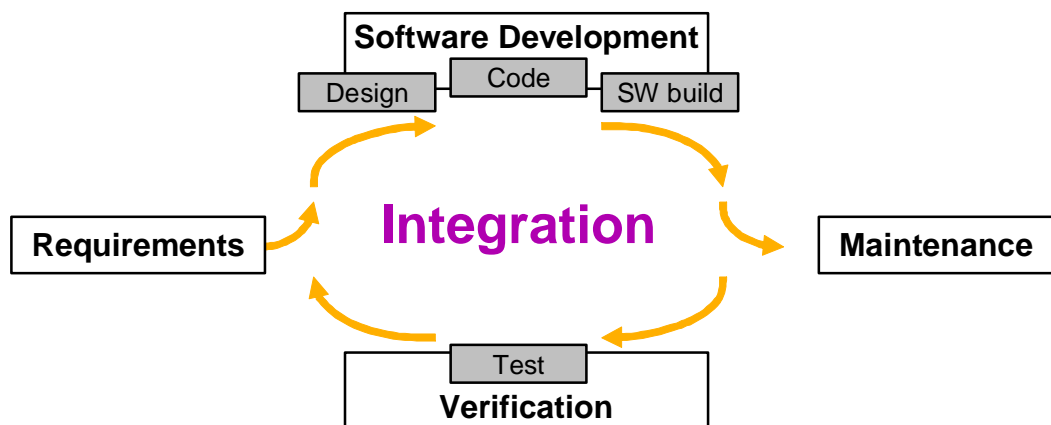 Software Development
Design
Code
SW build
Integration
Requirements
Maintenance
Test
Verification